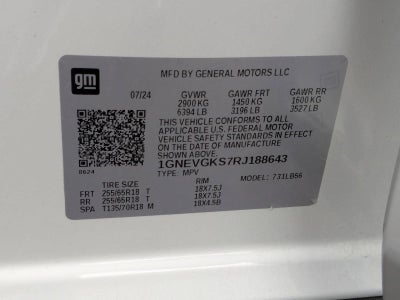 gm
MFD BY GENERAL MOTORS LLC
07/24 GVWR GAWR FRT GAWR RR
2900 KG 1450 KG 1600 KG
6394 LB 3196 LB 3527 LB
THIS VEHICLE CONFORMS TO ALL
APPLICABLE U.S. FEDERAL MOTOR
VEHICLE SAFETY STANDARDS IN EFFECT
ON THE DATE OF MANUFACTURE
SHOWN ABOVE.
1GNEVGKS7RJ188643
8624 TYPE: MPV MODEL: 731LB56
TIRE SIZE RIM
FRT 255/65R18 T 18X7.5J
RR 255/65R18 T 18X7.5J
SPA T135/70R18 M 18X4.5B